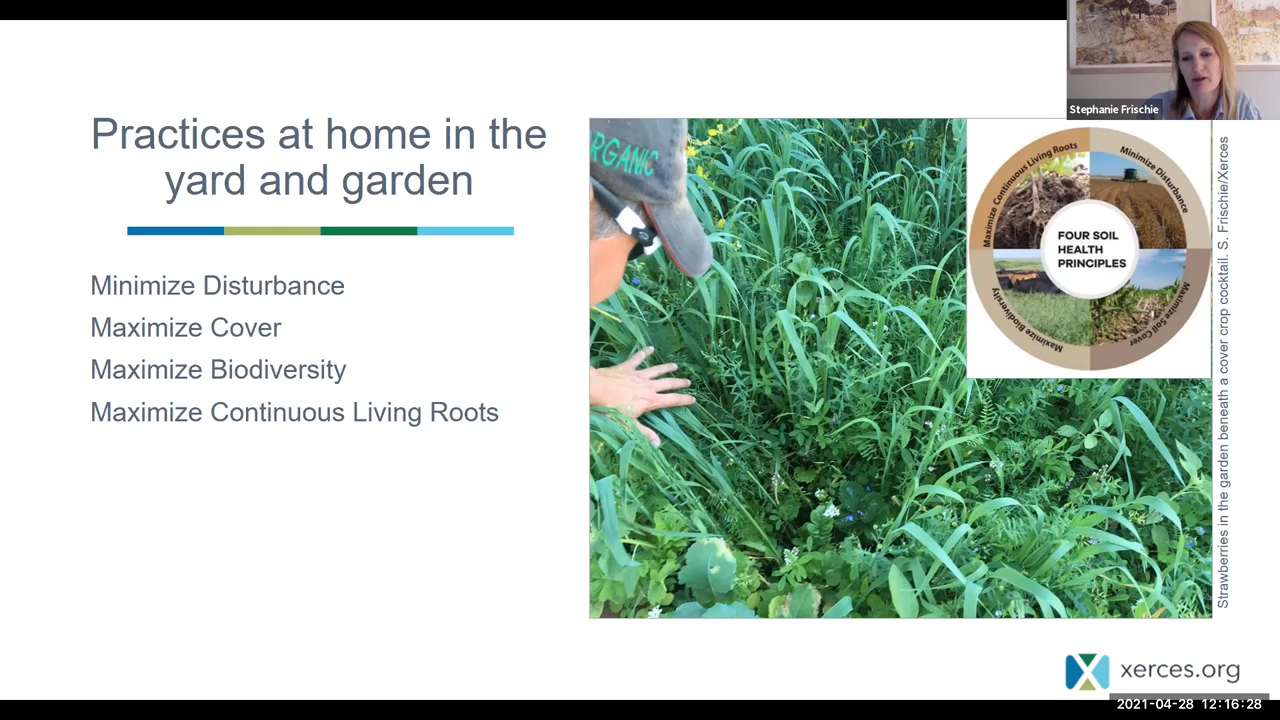 Stephanie Frischie
Practices at home in the
yard and garden
Minimize Disturbance
Maximize Cover
Maximize Biodiversity
Maximize Continuous Living Roots
RGANIC
Maximize Continuous Living Roots
Minimize Disturbance
FOUR SOIL
HEALTH
PRINCIPLES
Maximize Biodiversity
Maximize Soil Cover
Strawberries in the garden beneath a cover crop cocktail. S. Frischie/Xerces
xerces.org
2021-04-28 12:16:28